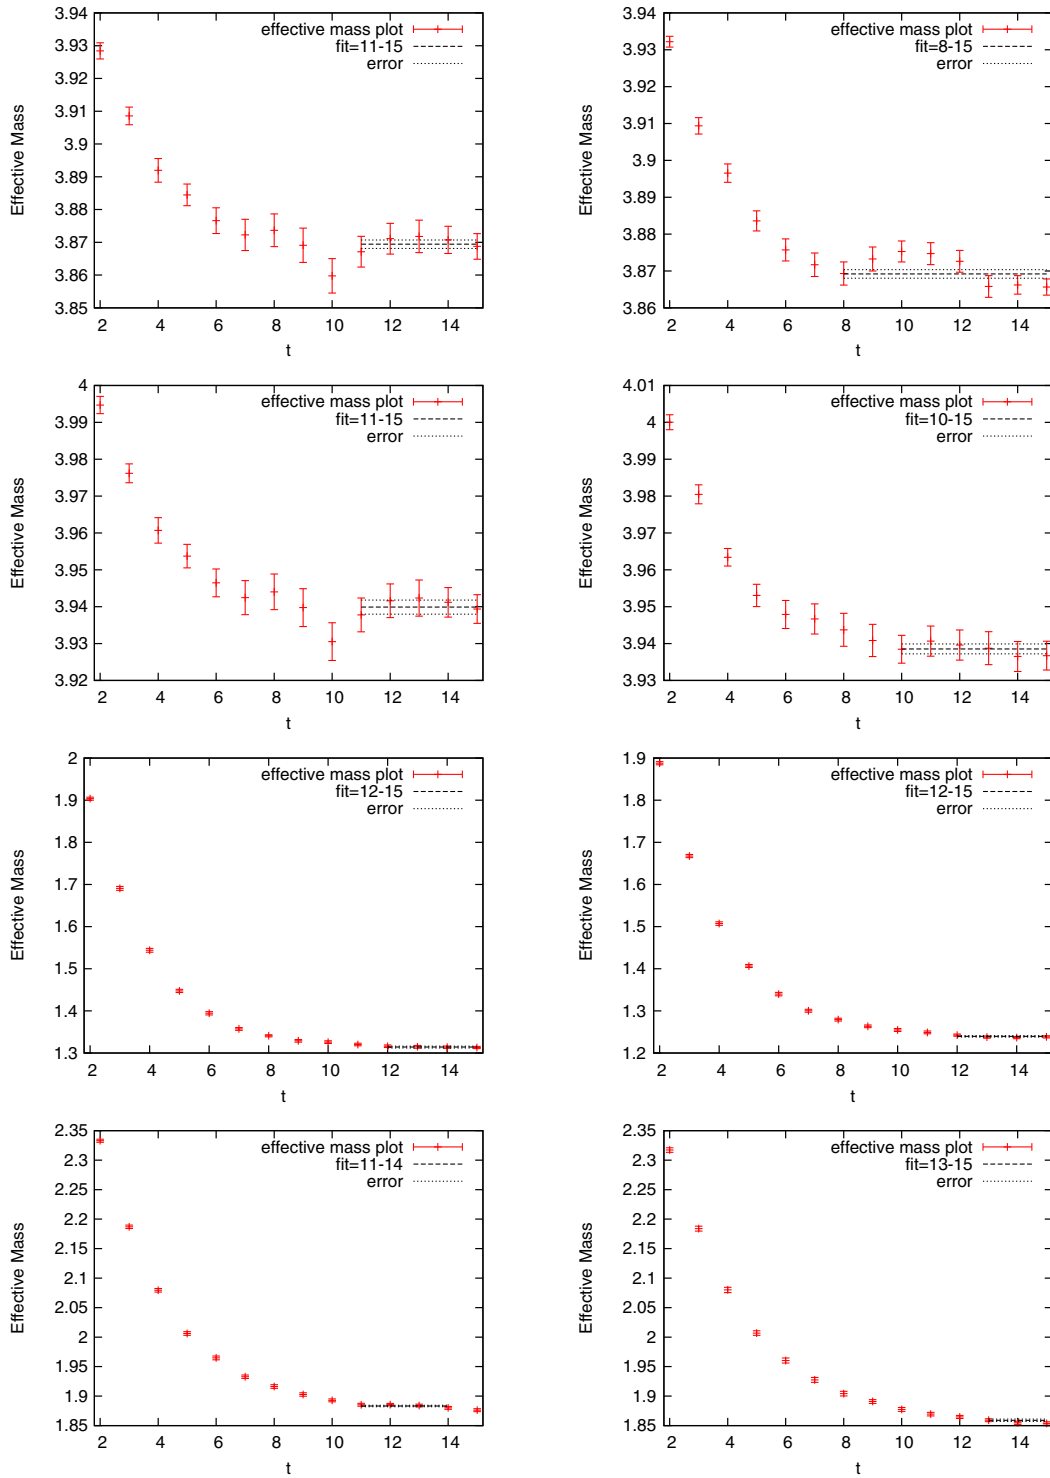 3.94
3.93
3.92
3.91
3.9
3.89
3.88
3.87
3.86
3.85
2 4 6 8 10 12 14
t
Effective Mass
effective mass plot
fit=11-15
error
3.94
3.93
3.92
3.91
3.9
3.89
3.88
3.87
3.86
2 4 6 8 10 12 14
t
Effective Mass
effective mass plot
fit=8-15
error
4
3.99
3.98
3.97
3.96
3.95
3.94
3.93
3.92
2 4 6 8 10 12 14
t
Effective Mass
effective mass plot
fit=11-15
error
4.01
4
3.99
3.98
3.97
3.96
3.95
3.94
3.93
2 4 6 8 10 12 14
t
Effective Mass
effective mass plot
fit=10-15
error
2
1.9
1.8
1.7
1.6
1.5
1.4
1.3
2 4 6 8 10 12 14
t
Effective Mass
effective mass plot
fit=12-15
error
1.9
1.8
1.7
1.6
1.5
1.4
1.3
1.2
2 4 6 8 10 12 14
t
Effective Mass
effective mass plot
fit=12-15
error
2.35
2.3
2.25
2.2
2.15
2.1
2.05
2
1.95
1.9
1.85
2 4 6 8 10 12 14
t
Effective Mass
effective mass plot
fit=11-14
error
2.35
2.3
2.25
2.2
2.15
2.1
2.05
2
1.95
1.9
1.85
2 4 6 8 10 12 14
t
Effective Mass
effective mass plot
fit=13-15
error